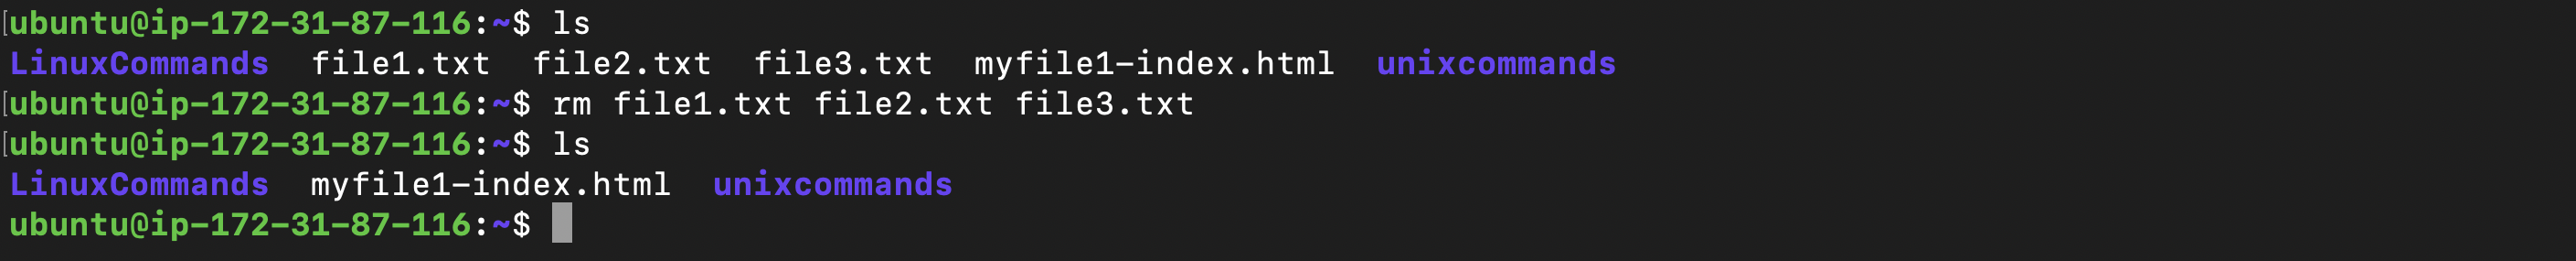 [ubuntu@ip-172-31-87-116:~$ ls
LinuxCommands  file1.txt  file2.txt  file3.txt  myfile1-index.html  unixcommands
[ubuntu@ip-172-31-87-116:~$ rm file1.txt file2.txt file3.txt
[ubuntu@ip-172-31-87-116:~$ ls
LinuxCommands  myfile1-index.html  unixcommands
ubuntu@ip-172-31-87-116:~$